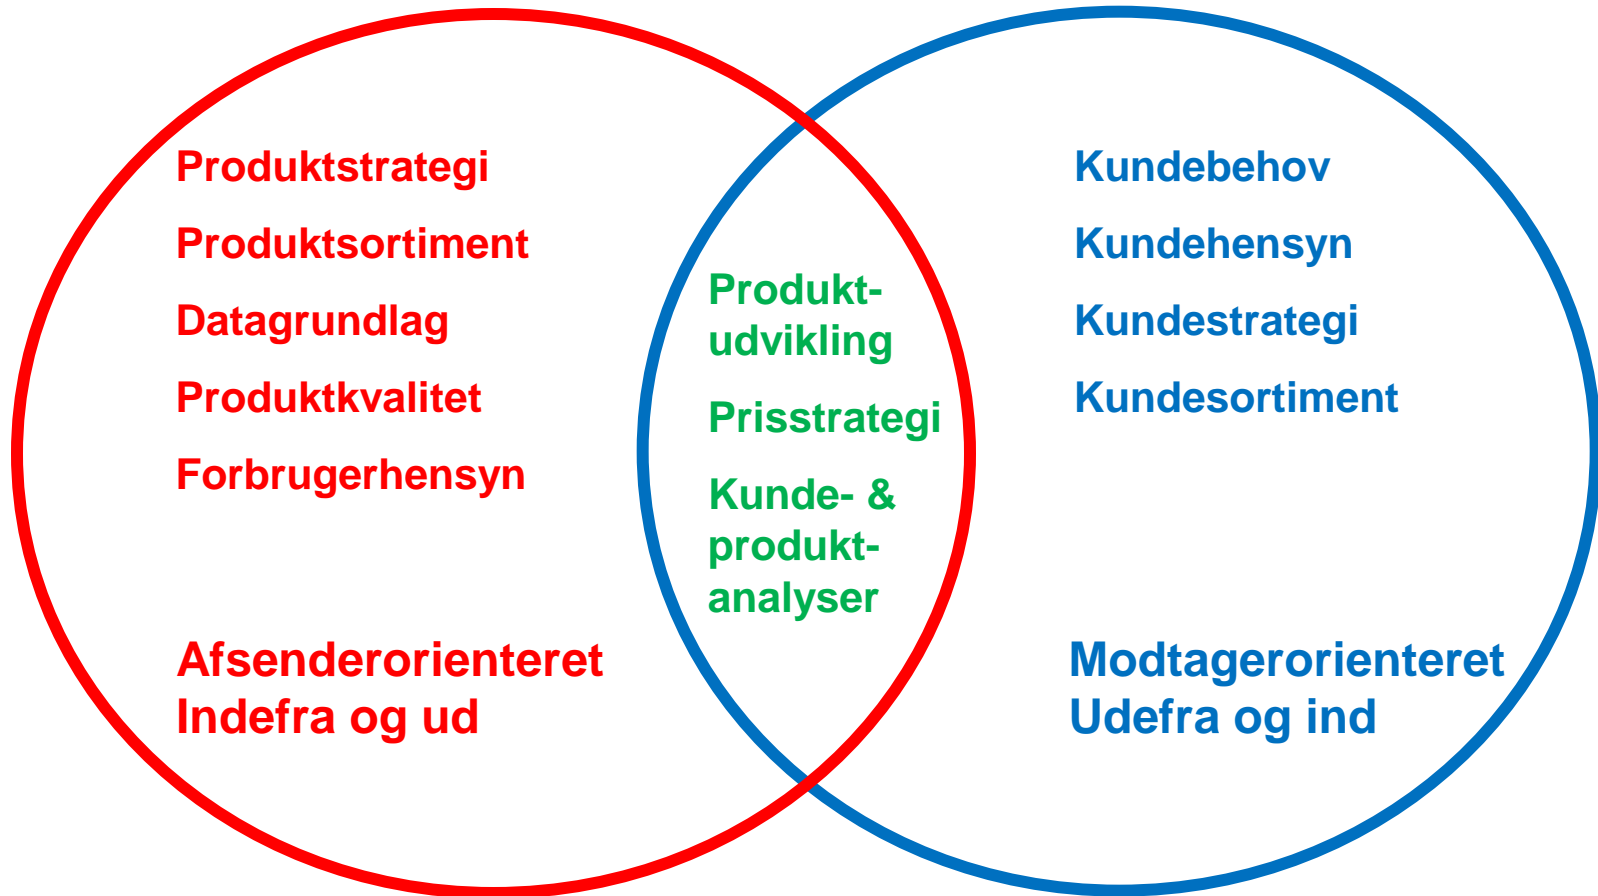 Produktstrategi
Produktsortiment
Datagrundlag
Produktkvalitet
Forbrugerhensyn
Afsenderorienteret
Indefra og ud
Produkt-
udvikling
Prisstrategi
Kunde- &
produkt-
analyser
Kundebehov
Kundehensyn
Kundestrategi
Kundesortiment
Modtagerorienteret
Udefra og ind